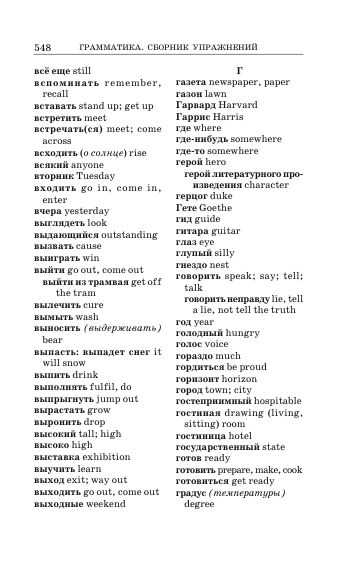 548 ГРАММАТИКА. СБОРНИК УПРАЖНЕНИЙ
всё еще still
вспоминать remember,
recall
вставать stand up; get up
встретить meet
встречать(ся) meet; come
across
всходить (о солнце) rise
всякий anyone
вторник Tuesday
входить go in, come in,
enter
вчера yesterday
выглядеть look
выдающийся outstanding
вызвать cause
выиграть win
выйти go out, come out
выйти из трамвая get off
the tram
вылечить cure
вымыть wash
выносить (выдерживать)
bear
выпасть: выпадет снег it
will snow
выпить drink
выполнять fulfil, do
выпрыгнуть jump out
вырастать grow
выронить drop
высокий tall; high
высоко high
выставка exhibition
выучить learn
выход exit; way out
выходить go out, come out
выходные weekend
Г
газета newspaper, paper
газон lawn
Гарвард Harvard
Гаррис Harris
где where
где-нибудь somewhere
где-то somewhere
герой hero
герой литературного про-
изведения character
герцог duke
Гете Goethe
гид guide
гитара guitar
глаз eye
глупый silly
гнездо nest
говорить speak; say; tell;
talk
говорить неправду lie, tell
a lie, not tell the truth
год year
голодный hungry
голос voice
гораздо much
гордиться be proud
горизонт horizon
город town; city
гостеприимный hospitable
гостиная drawing (living,
sitting) room
гостиница hotel
государственный state
готов ready
готовить prepare, make, cook
готовиться get ready
градус (температуры)
degree